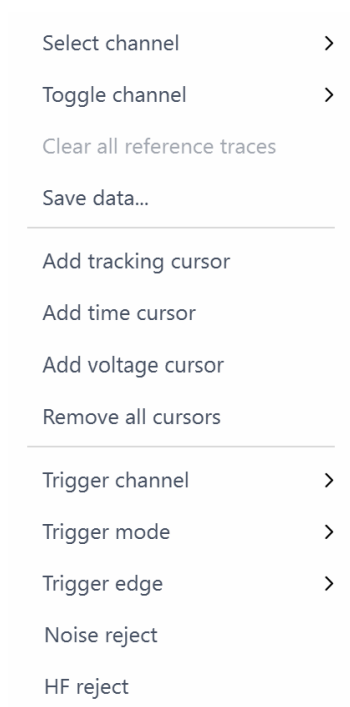 Select channel
Toggle channel
Clear all reference traces
Save data...
Add tracking cursor
Add time cursor
Add voltage cursor
Remove all cursors
Trigger channel
Trigger mode
Trigger edge
Noise reject
HF reject